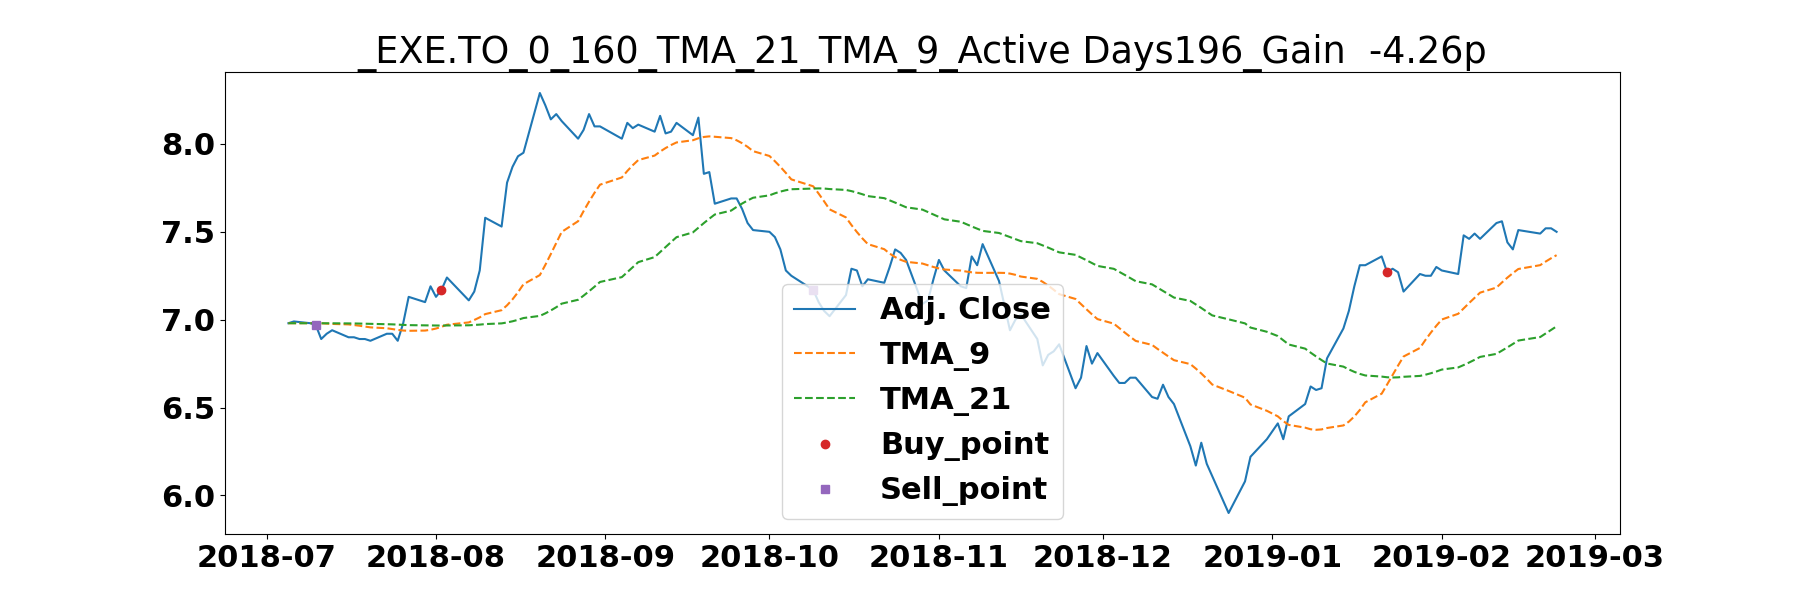 _EXE.TO_0_160_TMA_21_TMA_9_Active Days196_Gain  -4.26p
8.0
7.5
7.0
6.5
6.0
Adj. Close
TMA_9
TMA_21
Buy_point
Sell_point
2018-07 2018-08 2018-09 2018-10 2018-11 2018-12 2019-01 2019-02 2019-03